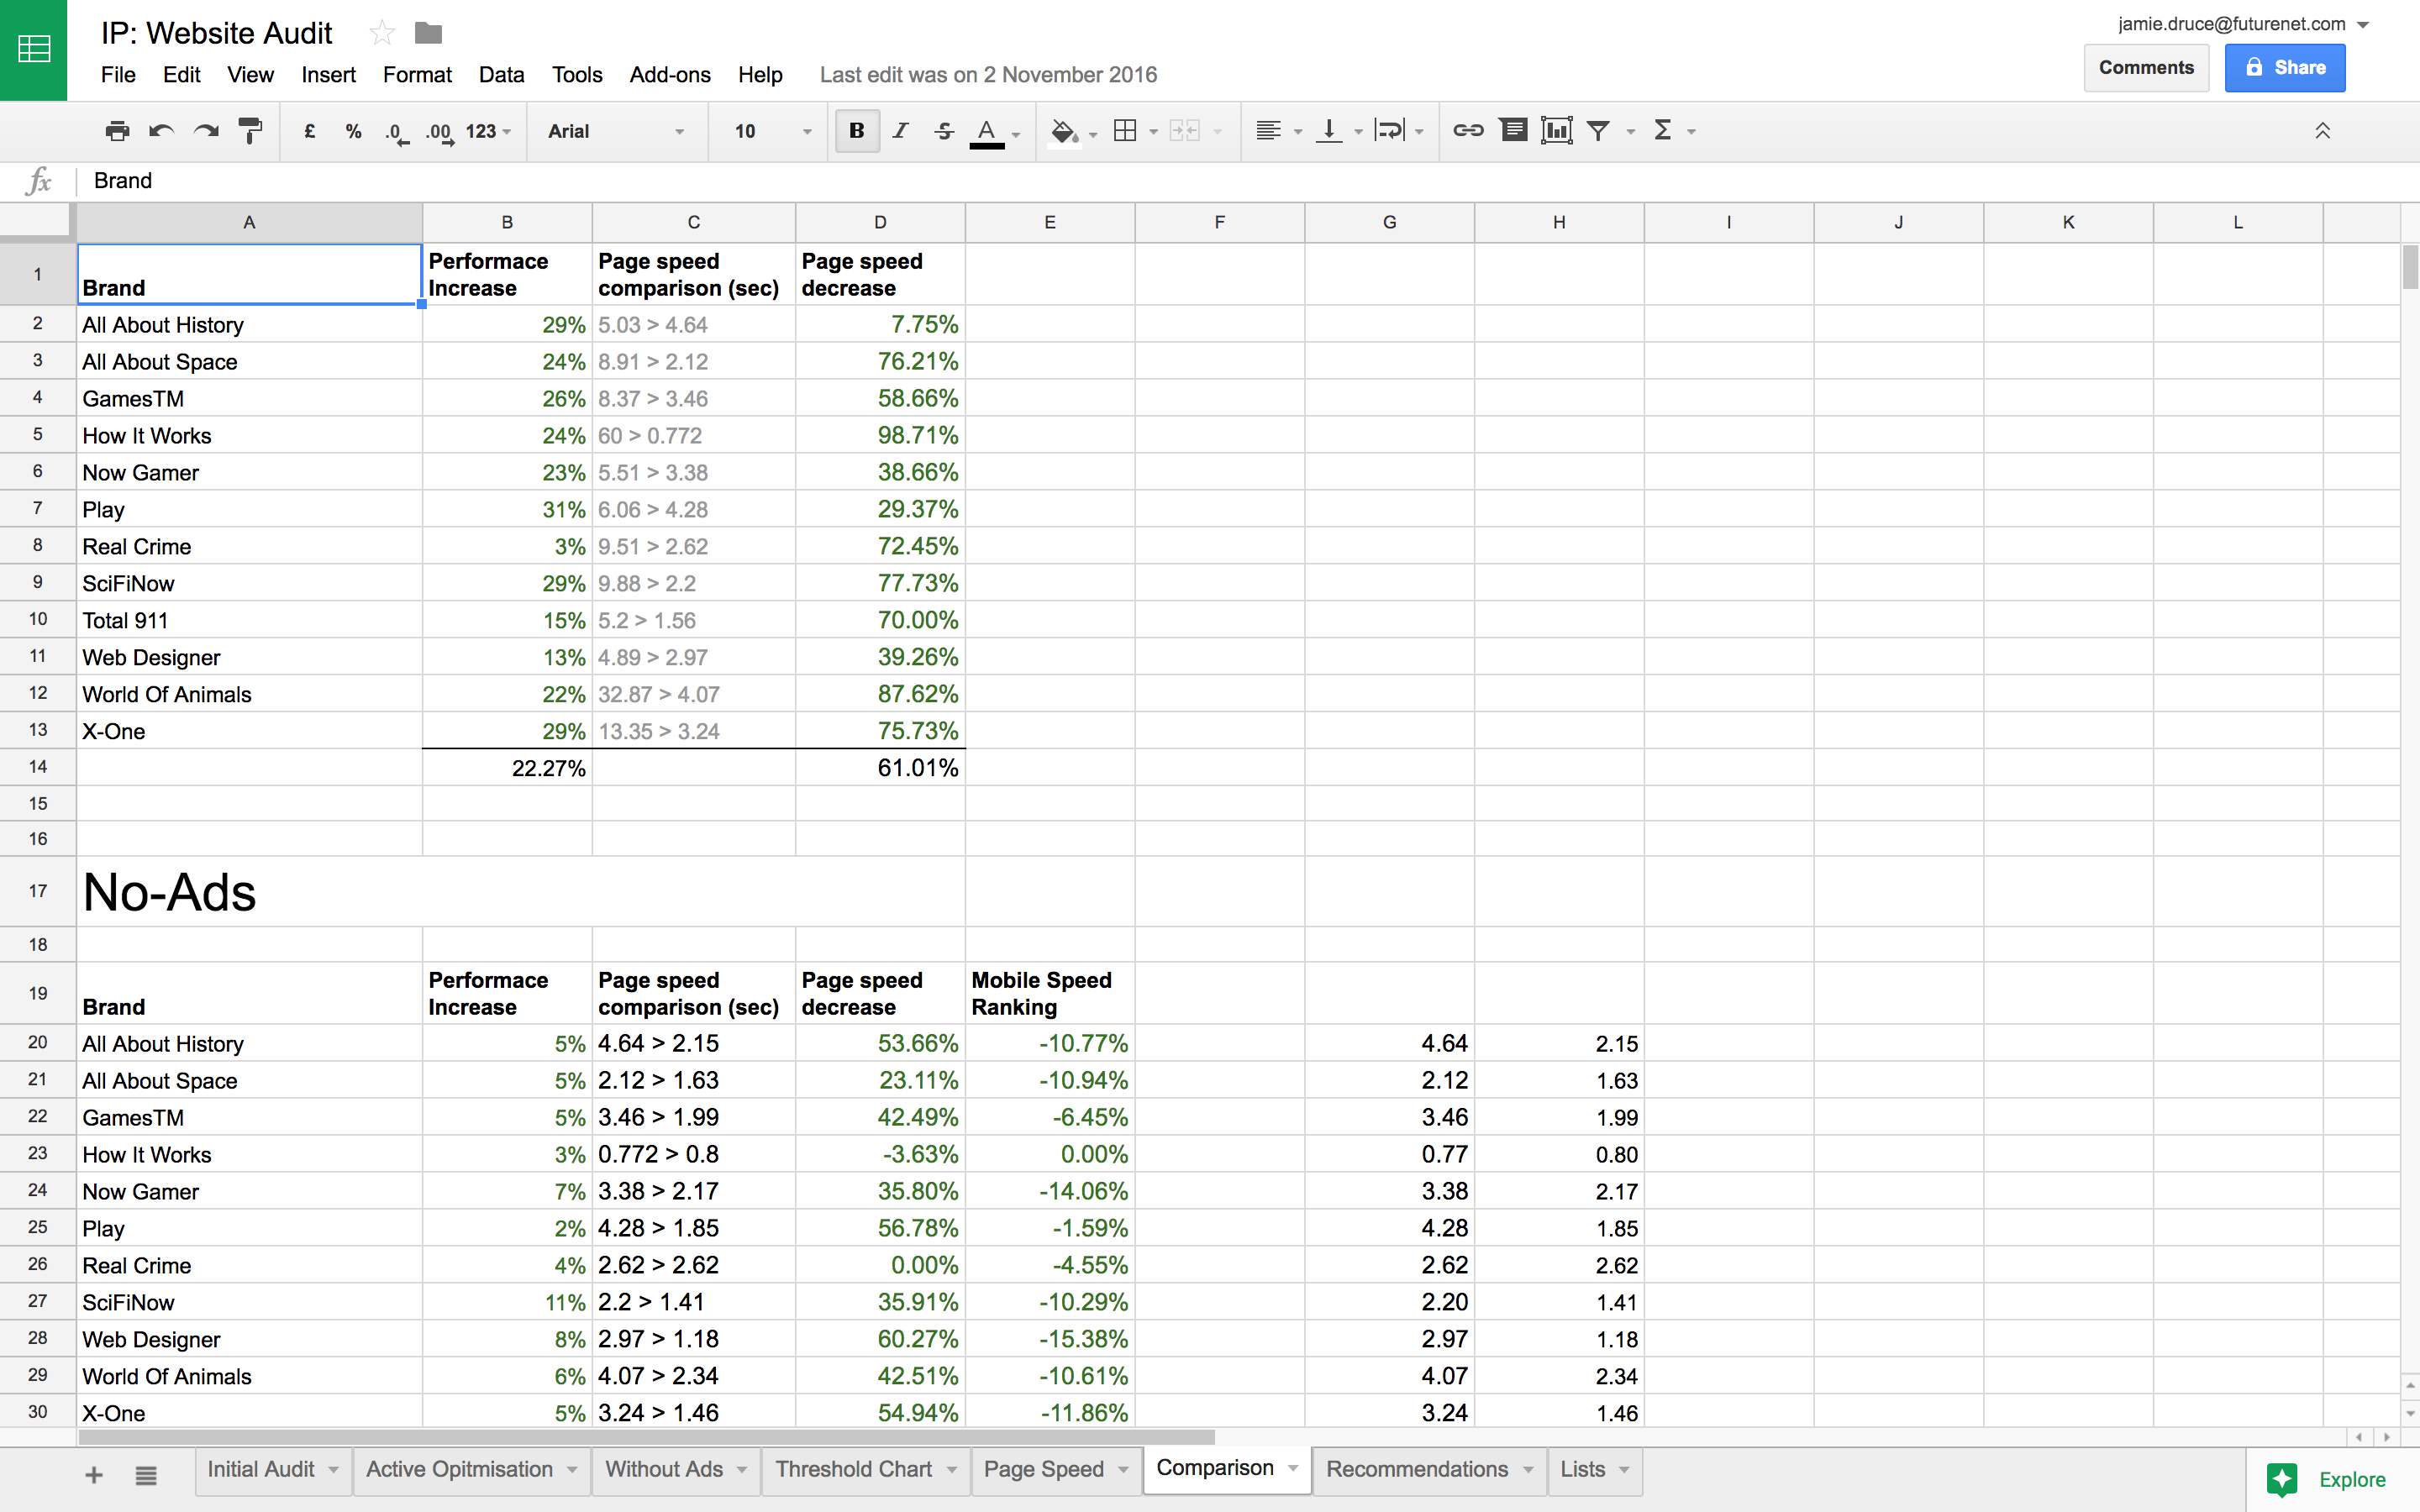 IP: Website Audit
jamie.druce@futurenet.com
File Edit View Insert Format Data Tools Add-ons Help Last edit was on 2 November 2016
Comments Share
£ % .0 .00 123 Arial 10 B I S A Σ
fx Brand
A B C D E F G H I J K L
1 Brand Performace Increase Page speed comparison (sec) Page speed decrease
2 All About History 29% 5.03 > 4.64 7.75%
3 All About Space 24% 8.91 > 2.12 76.21%
4 GamesTM 26% 8.37 > 3.46 58.66%
5 How It Works 24% 60 > 0.772 98.71%
6 Now Gamer 23% 5.51 > 3.38 38.66%
7 Play 31% 6.06 > 4.28 29.37%
8 Real Crime 3% 9.51 > 2.62 72.45%
9 SciFiNow 29% 9.88 > 2.2 77.73%
10 Total 911 15% 5.2 > 1.56 70.00%
11 Web Designer 13% 4.89 > 2.97 39.26%
12 World Of Animals 22% 32.87 > 4.07 87.62%
13 X-One 29% 13.35 > 3.24 75.73%
14 22.27% 61.01%
15
16
17 No-Ads
18
19 Brand Performace Increase Page speed comparison (sec) Page speed decrease Mobile Speed Ranking
20 All About History 5% 4.64 > 2.15 53.66% -10.77% 4.64 2.15
21 All About Space 5% 2.12 > 1.63 23.11% -10.94% 2.12 1.63
22 GamesTM 5% 3.46 > 1.99 42.49% -6.45% 3.46 1.99
23 How It Works 3% 0.772 > 0.8 -3.63% 0.00% 0.77 0.80
24 Now Gamer 7% 3.38 > 2.17 35.80% -14.06% 3.38 2.17
25 Play 2% 4.28 > 1.85 56.78% -1.59% 4.28 1.85
26 Real Crime 4% 2.62 > 2.62 0.00% -4.55% 2.62 2.62
27 SciFiNow 11% 2.2 > 1.41 35.91% -10.29% 2.20 1.41
28 Web Designer 8% 2.97 > 1.18 60.27% -15.38% 2.97 1.18
29 World Of Animals 6% 4.07 > 2.34 42.51% -10.61% 4.07 2.34
30 X-One 5% 3.24 > 1.46 54.94% -11.86% 3.24 1.46
Initial Audit Active Opitmisation Without Ads Threshold Chart Page Speed Comparison Recommendations Lists Explore